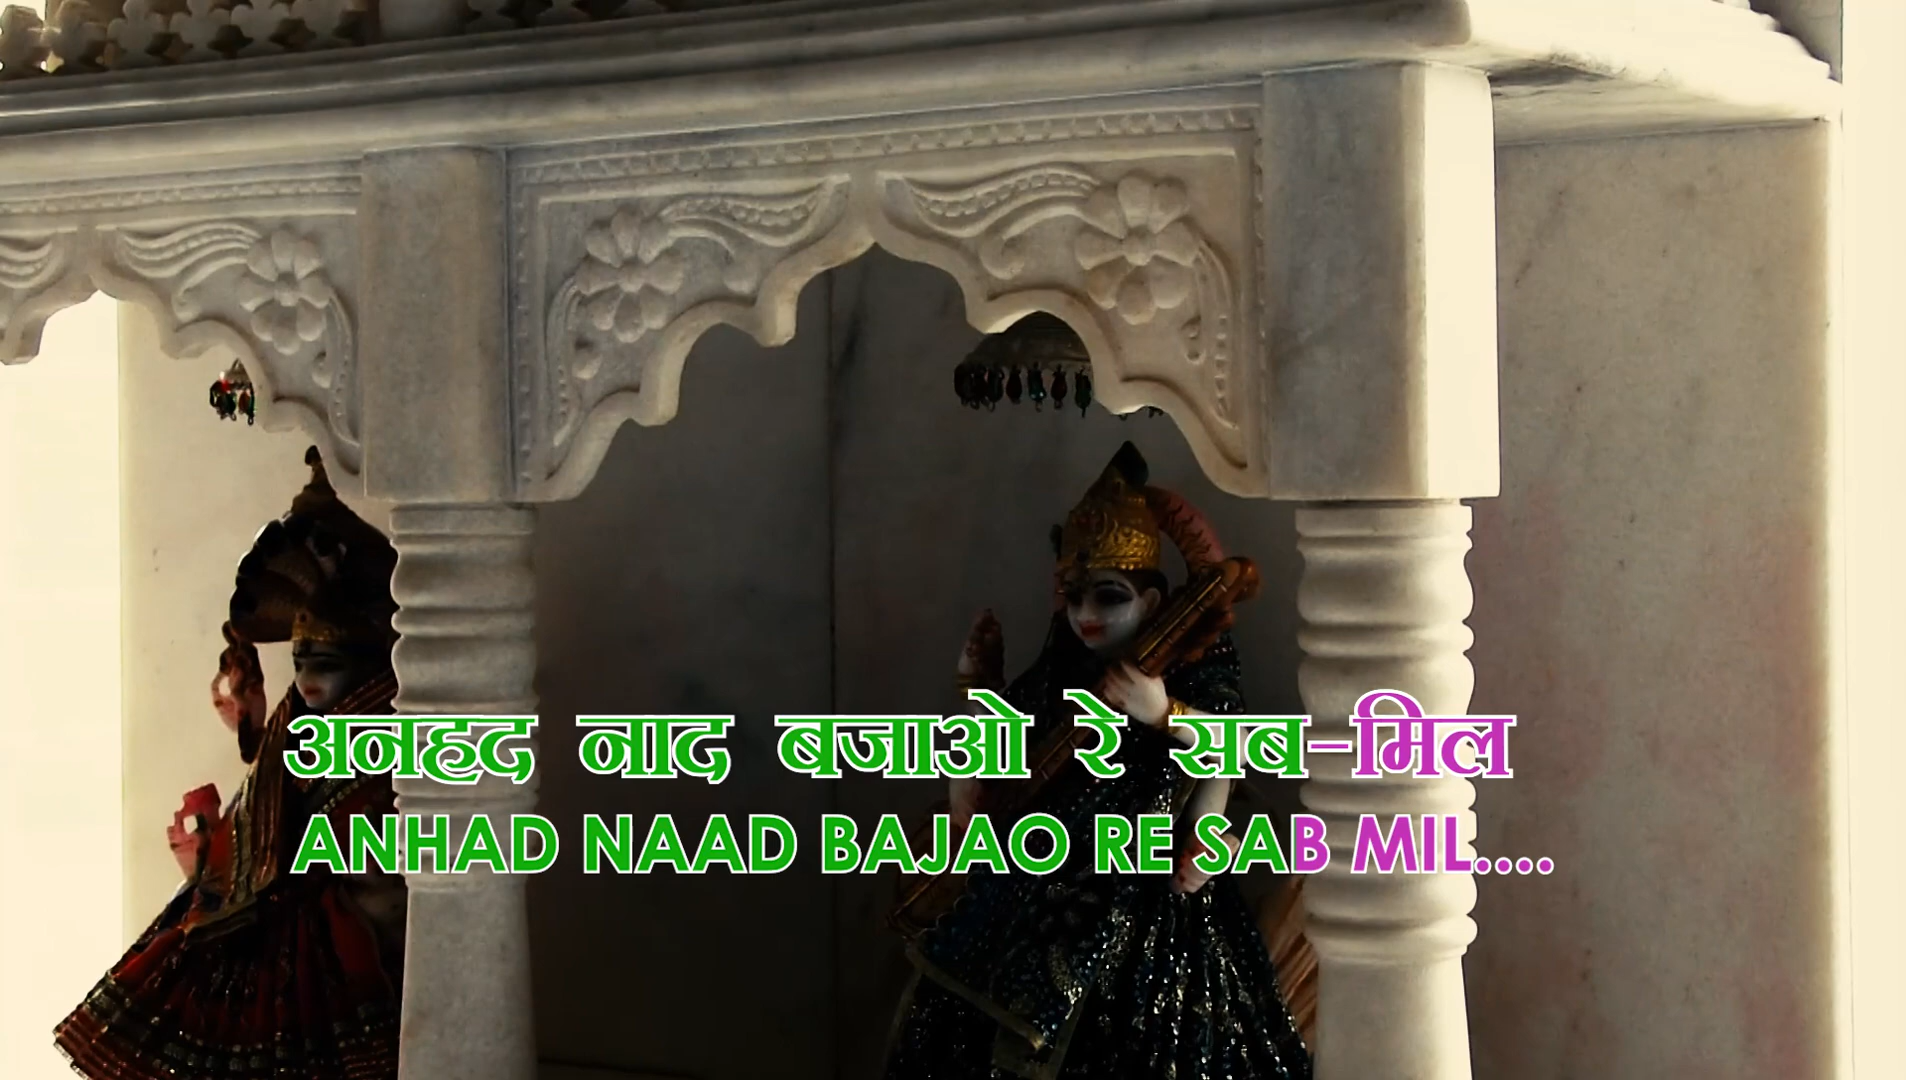 अनहद नाद बजाओ रे सब-मिल
ANHAD NAAD BAJAO RE SAB MIL....